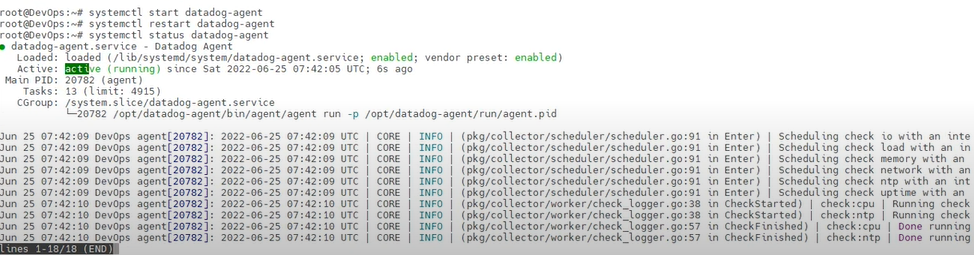 root@DevOps:~# systemctl start datadog-agent
root@DevOps:~# systemctl restart datadog-agent
root@DevOps:~# systemctl status datadog-agent
● datadog-agent.service - Datadog Agent
Loaded: loaded (/lib/systemd/system/datadog-agent.service; enabled; vendor preset: enabled)
Active: active (running) since Sat 2022-06-25 07:42:05 UTC; 6s ago
Main PID: 20782 (agent)
Tasks: 13 (limit: 4915)
CGroup: /system.slice/datadog-agent.service
└─20782 /opt/datadog-agent/bin/agent/agent run -p /opt/datadog-agent/run/agent.pid
Jun 25 07:42:09 DevOps agent[20782]: 2022-06-25 07:42:09 UTC | CORE | INFO | (pkg/collector/scheduler/scheduler.go:91 in Enter) | Scheduling check io with an inte
Jun 25 07:42:09 DevOps agent[20782]: 2022-06-25 07:42:09 UTC | CORE | INFO | (pkg/collector/scheduler/scheduler.go:91 in Enter) | Scheduling check load with an in
Jun 25 07:42:09 DevOps agent[20782]: 2022-06-25 07:42:09 UTC | CORE | INFO | (pkg/collector/scheduler/scheduler.go:91 in Enter) | Scheduling check memory with an
Jun 25 07:42:09 DevOps agent[20782]: 2022-06-25 07:42:09 UTC | CORE | INFO | (pkg/collector/scheduler/scheduler.go:91 in Enter) | Scheduling check network with an
Jun 25 07:42:09 DevOps agent[20782]: 2022-06-25 07:42:09 UTC | CORE | INFO | (pkg/collector/scheduler/scheduler.go:91 in Enter) | Scheduling check ntp with an int
Jun 25 07:42:09 DevOps agent[20782]: 2022-06-25 07:42:09 UTC | CORE | INFO | (pkg/collector/scheduler/scheduler.go:91 in Enter) | Scheduling check uptime with an
Jun 25 07:42:10 DevOps agent[20782]: 2022-06-25 07:42:10 UTC | CORE | INFO | (pkg/collector/worker/check_logger.go:38 in CheckStarted) | check:cpu | Running check
Jun 25 07:42:10 DevOps agent[20782]: 2022-06-25 07:42:10 UTC | CORE | INFO | (pkg/collector/worker/check_logger.go:38 in CheckStarted) | check:ntp | Running check
Jun 25 07:42:10 DevOps agent[20782]: 2022-06-25 07:42:10 UTC | CORE | INFO | (pkg/collector/worker/check_logger.go:57 in CheckFinished) | check:cpu | Done running
Jun 25 07:42:10 DevOps agent[20782]: 2022-06-25 07:42:10 UTC | CORE | INFO | (pkg/collector/worker/check_logger.go:57 in CheckFinished) | check:ntp | Done running
lines 1-18/18 (END)